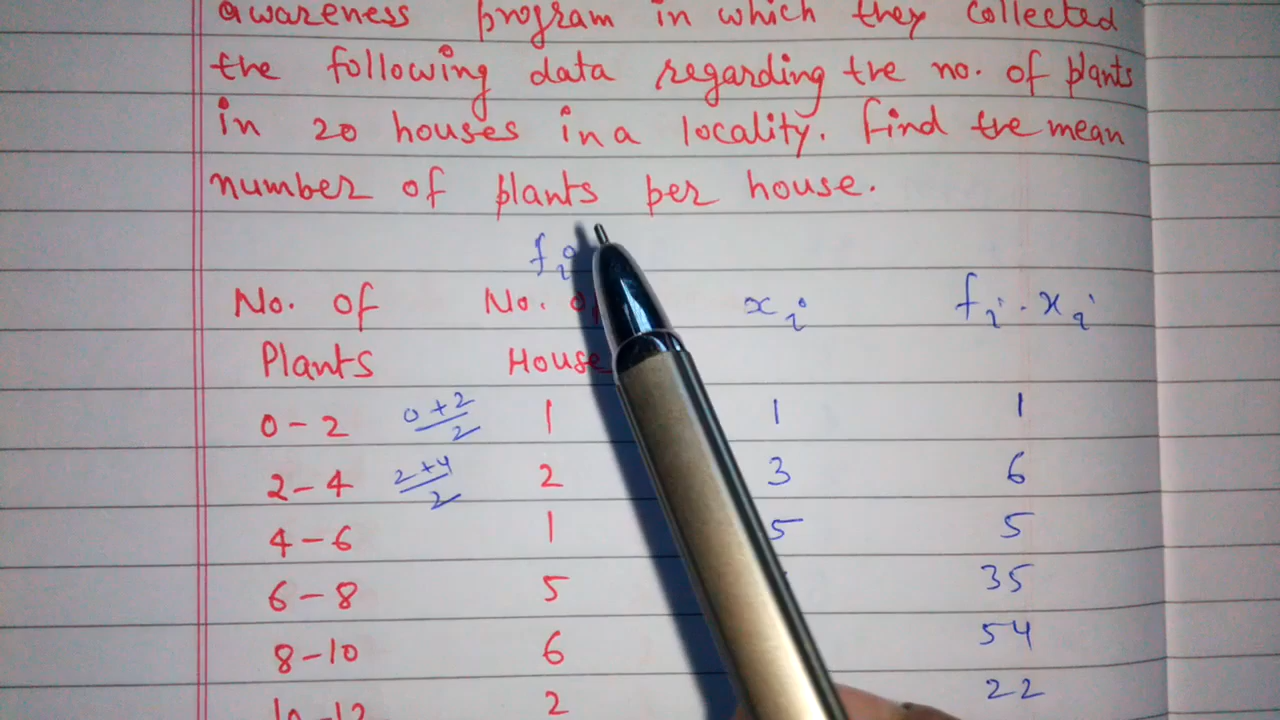 awareness program in which they collected
the following data regarding the no. of plants
in 20 houses in a locality. Find the mean
number of plants per house.
fi
No. of No. of xi fi . xi
Plants House
0-2 0+2/2 1 1 1
2-4 2+4/2 2 3 6
4-6 1 5 5
6-8 5 35
8-10 6 54
10-12 2 22